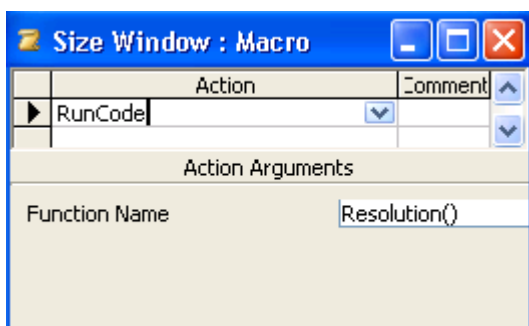 Size Window : Macro
Action Comment
RunCode
Action Arguments
Function Name Resolution()